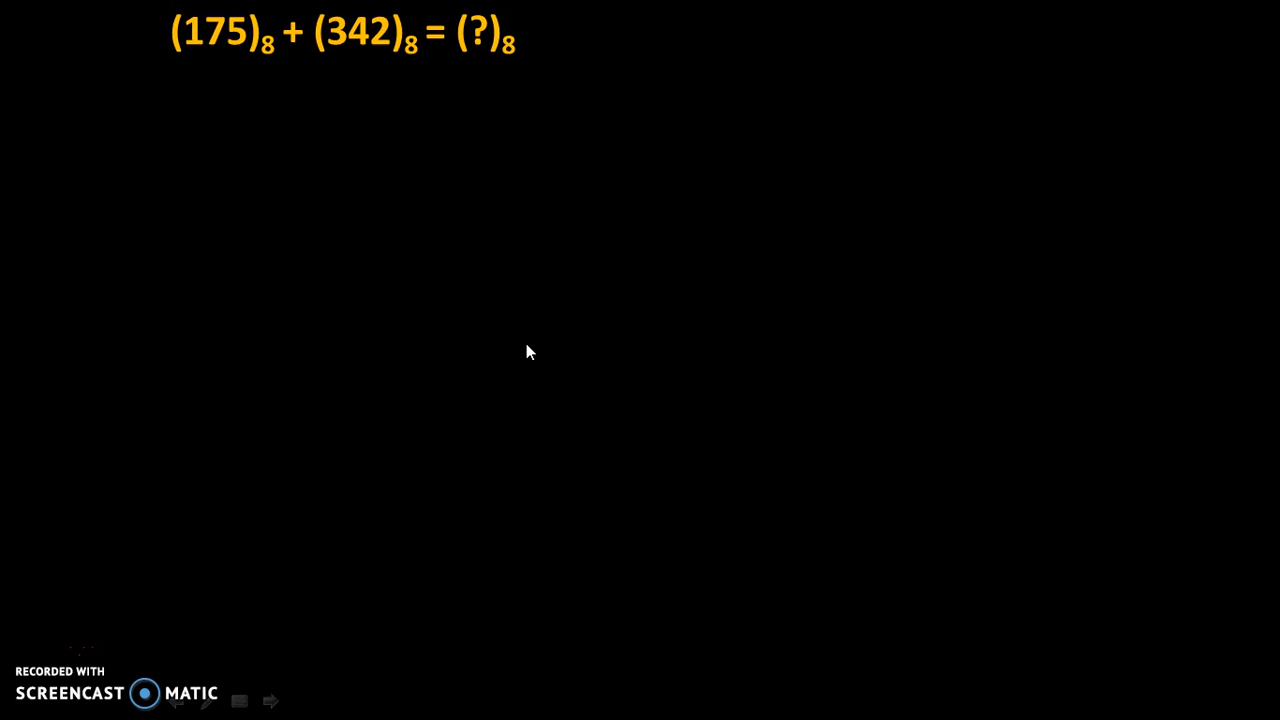 (175)₈ + (342)₈ = (?)₈
RECORDED WITH
SCREENCAST MATIC